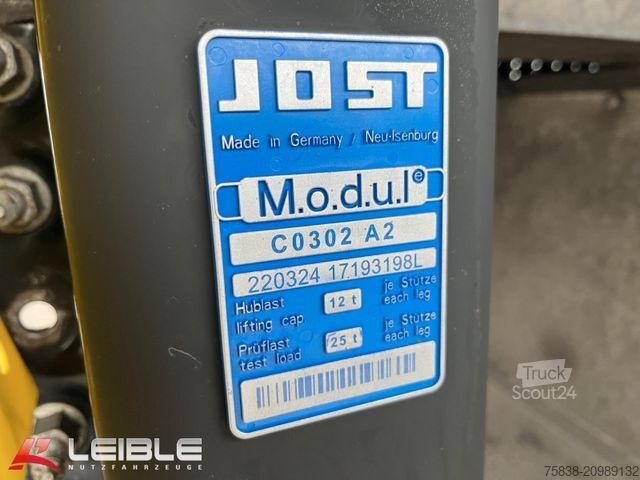 JOST
Made in Germany / Neu-Isenburg
M.o.d.u.l e
C0302 A2
220324 17193198L
Hublast 12 t je Stütze
lifting cap each leg
Prüflast 25 t je Stütze
test load each leg
Truck
Scout24
LEIBLE
NUTZFAHRZEUGE
75838-20989132